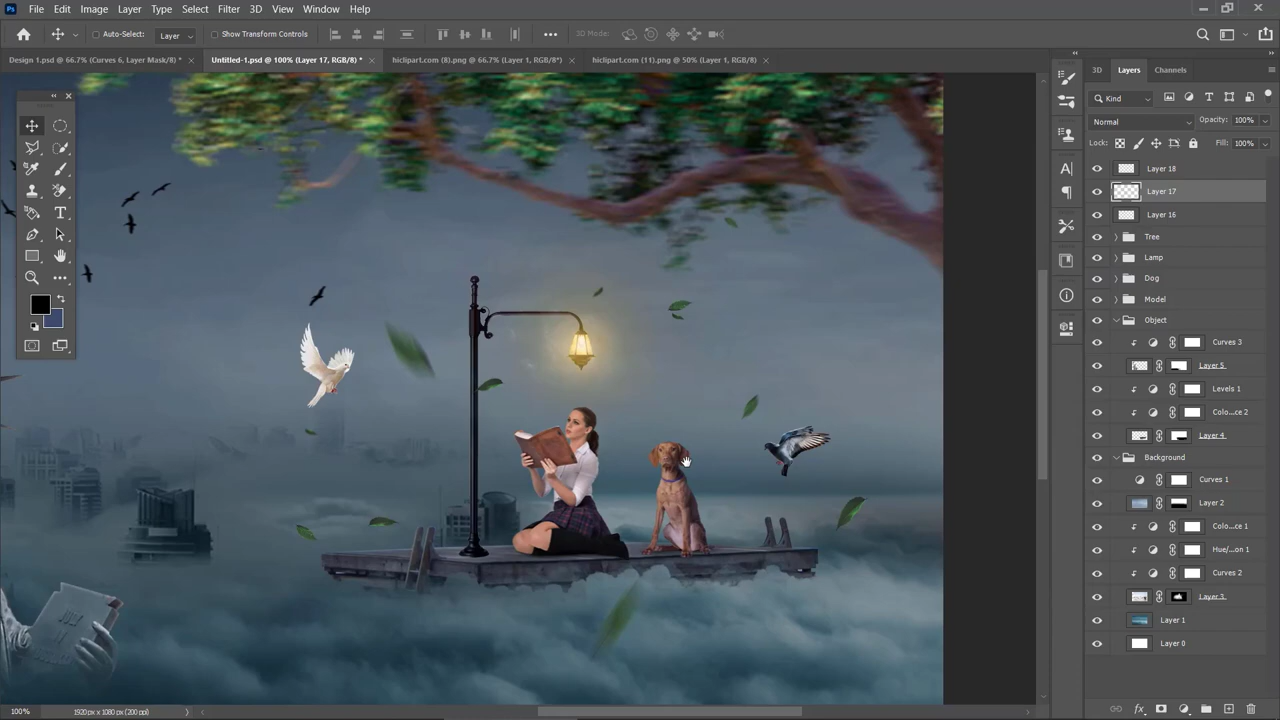 Ps File Edit Image Layer Type Select Filter 3D View Window Help
Auto-Select: Layer Show Transform Controls 3D Mode:
Design 1.psd @ 66.7% (Curves 6, Layer Mask/8) * Untitled-1.psd @ 100% (Layer 17, RGB/8) * hiclipart.com (8).png @ 66.7% (Layer 1, RGB/8*) hiclipart.com (11).png @ 50% (Layer 1, RGB/8)
3D Layers Channels
Kind
Normal Opacity: 100%
Lock: Fill: 100%
Layer 18
Layer 17
Layer 16
Tree
Lamp
Dog
Model
Object
Curves 3
Layer 5
Levels 1
Colo...ce 2
Layer 4
Background
Curves 1
Layer 2
Colo...ce 1
Hue/...on 1
Curves 2
Layer 3
Layer 1
Layer 0
100% 1920 px x 1080 px (200 ppi)